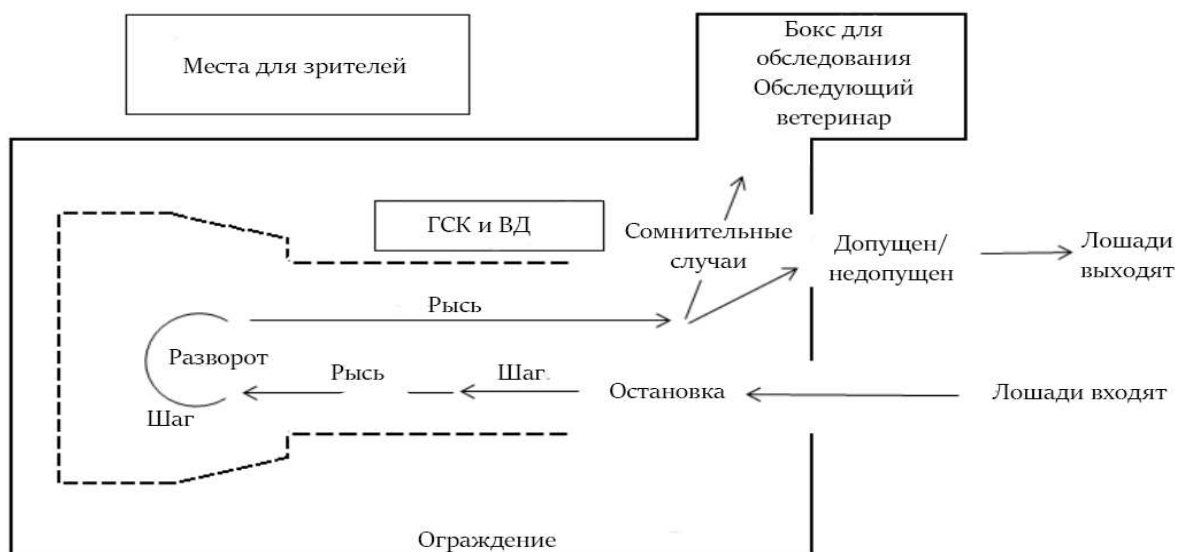 Места для зрителей
Бокс для
обследования
Обследующий
ветеринар
ГСК и ВД
Сомнительные
случаи
Допущен/
недопущен
Лошади
выходят
Рысь
Разворот
Рысь
Шаг.
Остановка
Лошади входят
Шаг
Ограждение